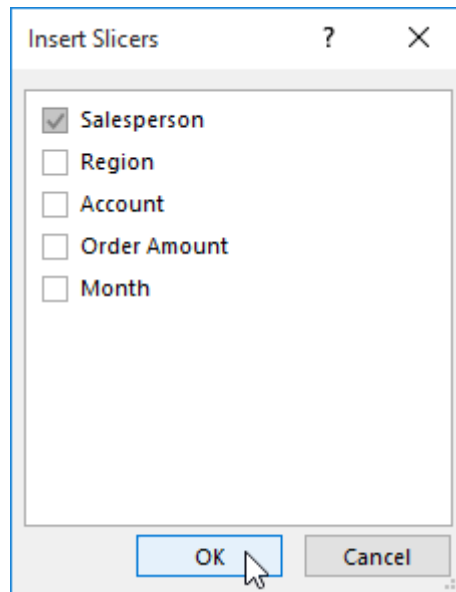 Insert Slicers ? ×
Salesperson
Region
Account
Order Amount
Month
OK Cancel